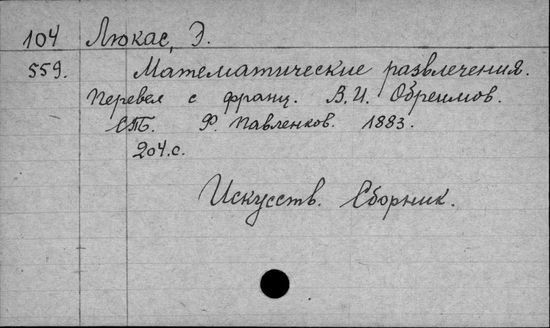 104 Люкас, Э.
559. Математические развлечения.
Перевел с франц. В.И. Обреимов.
СПБ. Ф. Павленков. 1883.
204.с.
Искусств. Сборник.